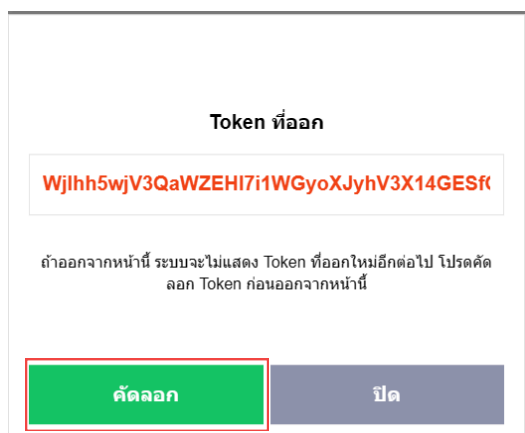 Token ที่ออก
WjIhh5wjV3QaWZEHI7i1WGyoXJyhV3X14GESf
ถ้าออกจากหน้านี้ ระบบจะไม่แสดง Token ที่ออกใหม่อีกต่อไป โปรดคัด
ลอก Token ก่อนออกจากหน้านี้
คัดลอก ปิด